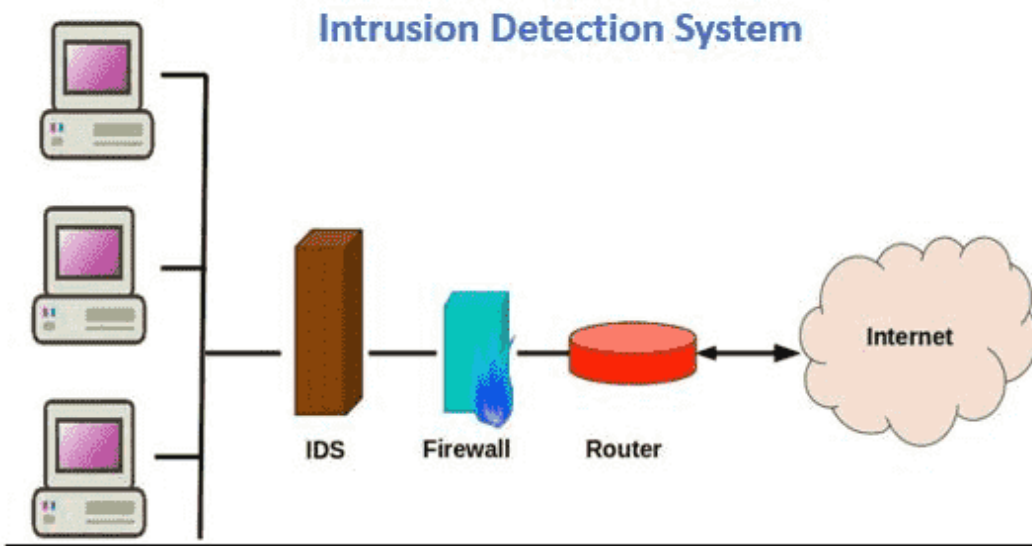 Intrusion Detection System
Internet
IDS
Firewall
Router